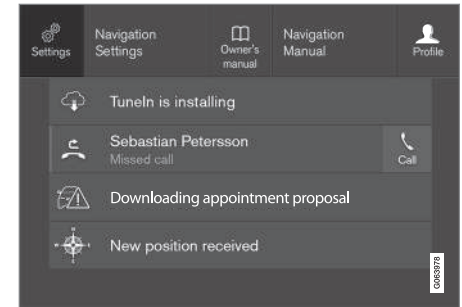 Settings
Navigation
Settings
Owner's
manual
Navigation
Manual
Profile
TuneIn is installing
Sebastian Petersson
Missed call
Call
Downloading appointment proposal
New position received
G063978